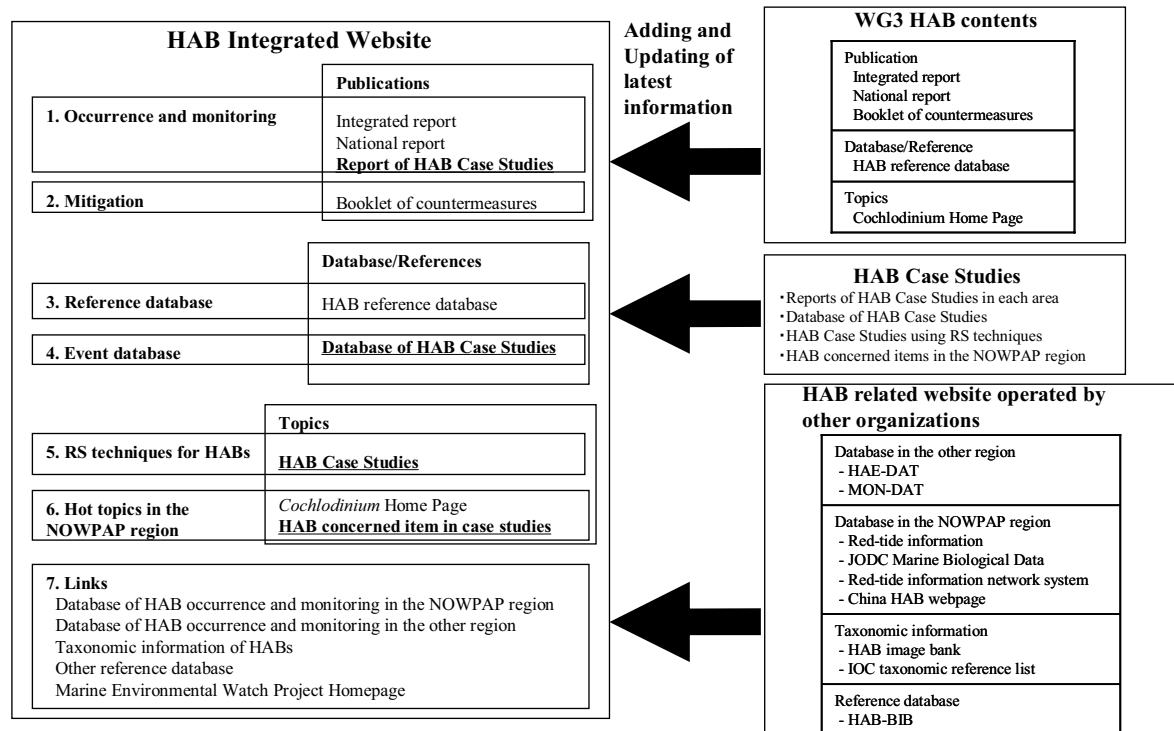 HAB Integrated Website
Publications
1. Occurrence and monitoring
Integrated report
National report
Report of HAB Case Studies
2. Mitigation
Booklet of countermeasures
Database/References
3. Reference database
HAB reference database
4. Event database
Database of HAB Case Studies
Topics
5. RS techniques for HABs
HAB Case Studies
6. Hot topics in the
NOWPAP region
Cochlodinium Home Page
HAB concerned item in case studies
7. Links
Database of HAB occurrence and monitoring in the NOWPAP region
Database of HAB occurrence and monitoring in the other region
Taxonomic information of HABs
Other reference database
Marine Environmental Watch Project Homepage
Adding and
Updating of
latest
information
WG3 HAB contents
Publication
Integrated report
National report
Booklet of countermeasures
Database/Reference
HAB reference database
Topics
Cochlodinium Home Page
HAB Case Studies
・Reports of HAB Case Studies in each area
・Database of HAB Case Studies
・HAB Case Studies using RS techniques
・HAB concerned items in the NOWPAP region
HAB related website operated by
other organizations
Database in the other region
- HAE-DAT
- MON-DAT
Database in the NOWPAP region
- Red-tide information
- JODC Marine Biological Data
- Red-tide information network system
- China HAB webpage
Taxonomic information
- HAB image bank
- IOC taxonomic reference list
Reference database
- HAB-BIB